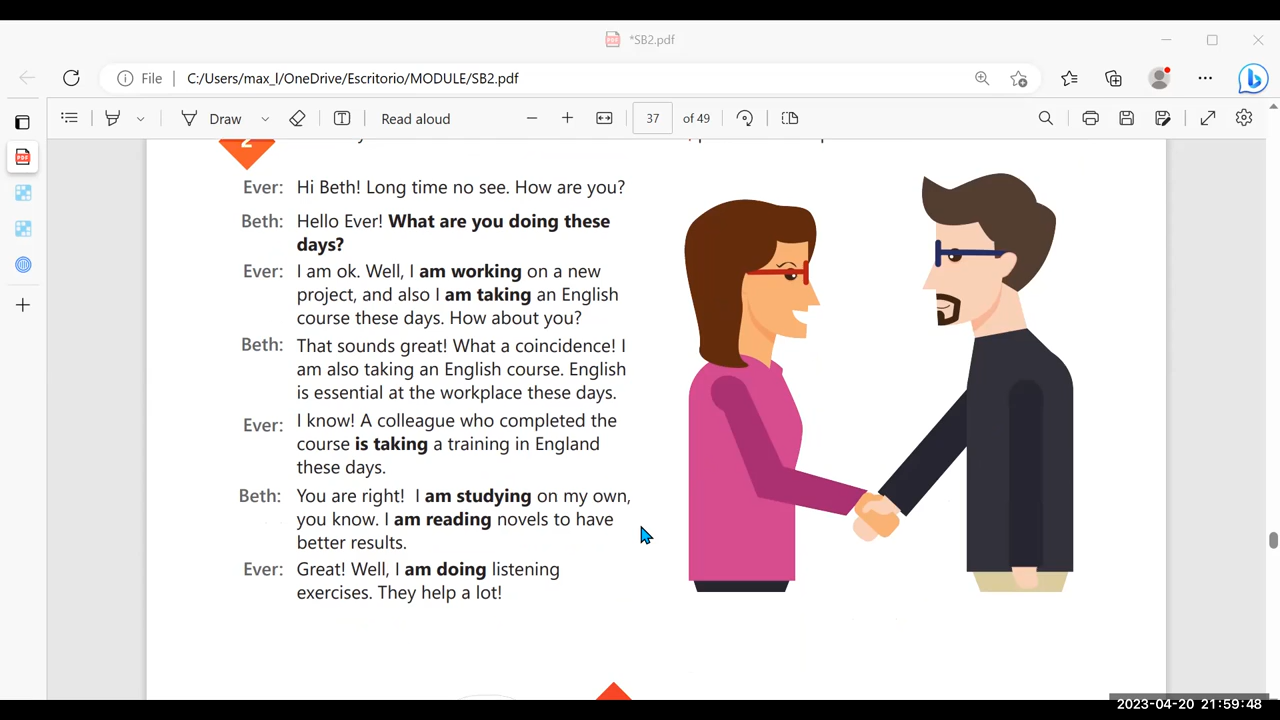 *SB2.pdf
File
C:/Users/max_l/OneDrive/Escritorio/MODULE/SB2.pdf
Draw
Read aloud
37
of 49
2
Ever: Hi Beth! Long time no see. How are you?
Beth: Hello Ever! What are you doing these
days?
Ever: I am ok. Well, I am working on a new
project, and also I am taking an English
course these days. How about you?
Beth: That sounds great! What a coincidence! I
am also taking an English course. English
is essential at the workplace these days.
Ever: I know! A colleague who completed the
course is taking a training in England
these days.
Beth: You are right! I am studying on my own,
you know. I am reading novels to have
better results.
Ever: Great! Well, I am doing listening
exercises. They help a lot!
2023-04-20 21:59:48